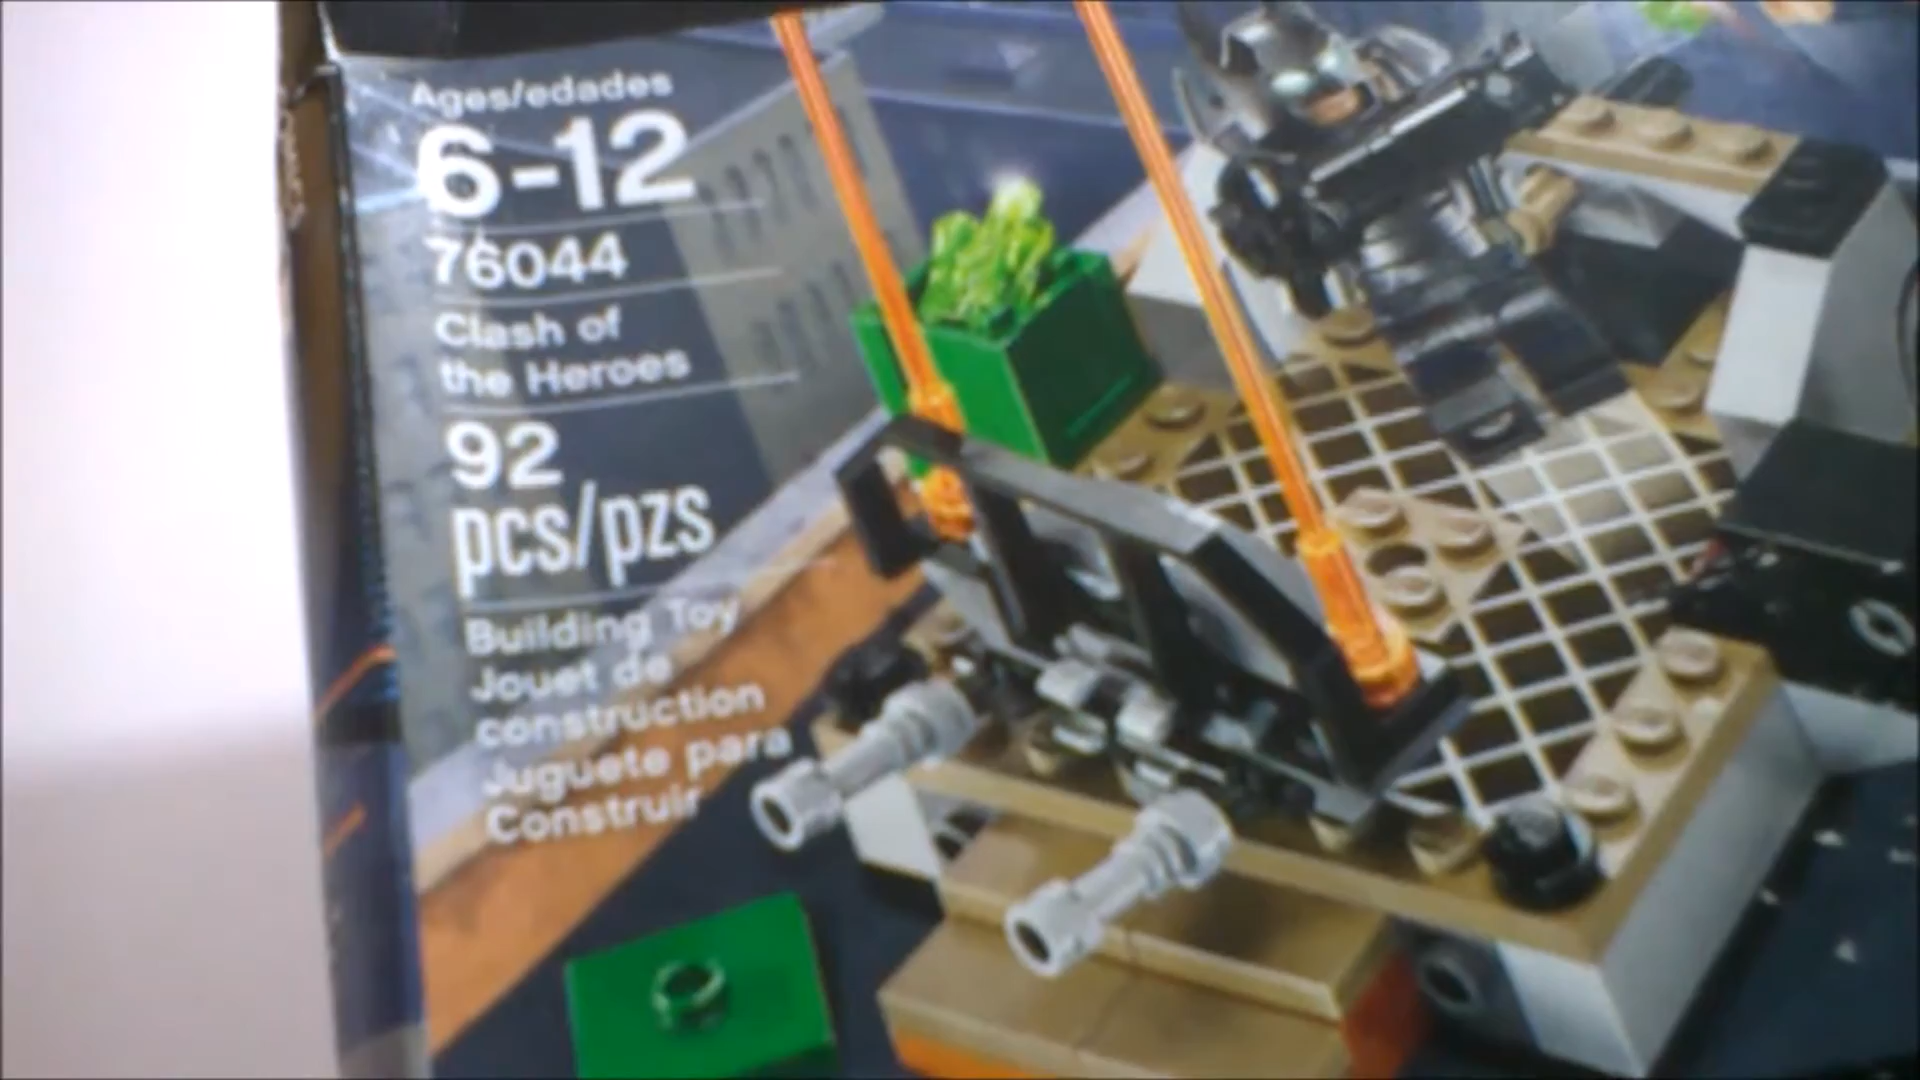 Ages/edades
6-12
76044
Clash of
the Heroes
92
pcs/pzs
Building Toy
Jouet de
construction
Juguete para
Construir